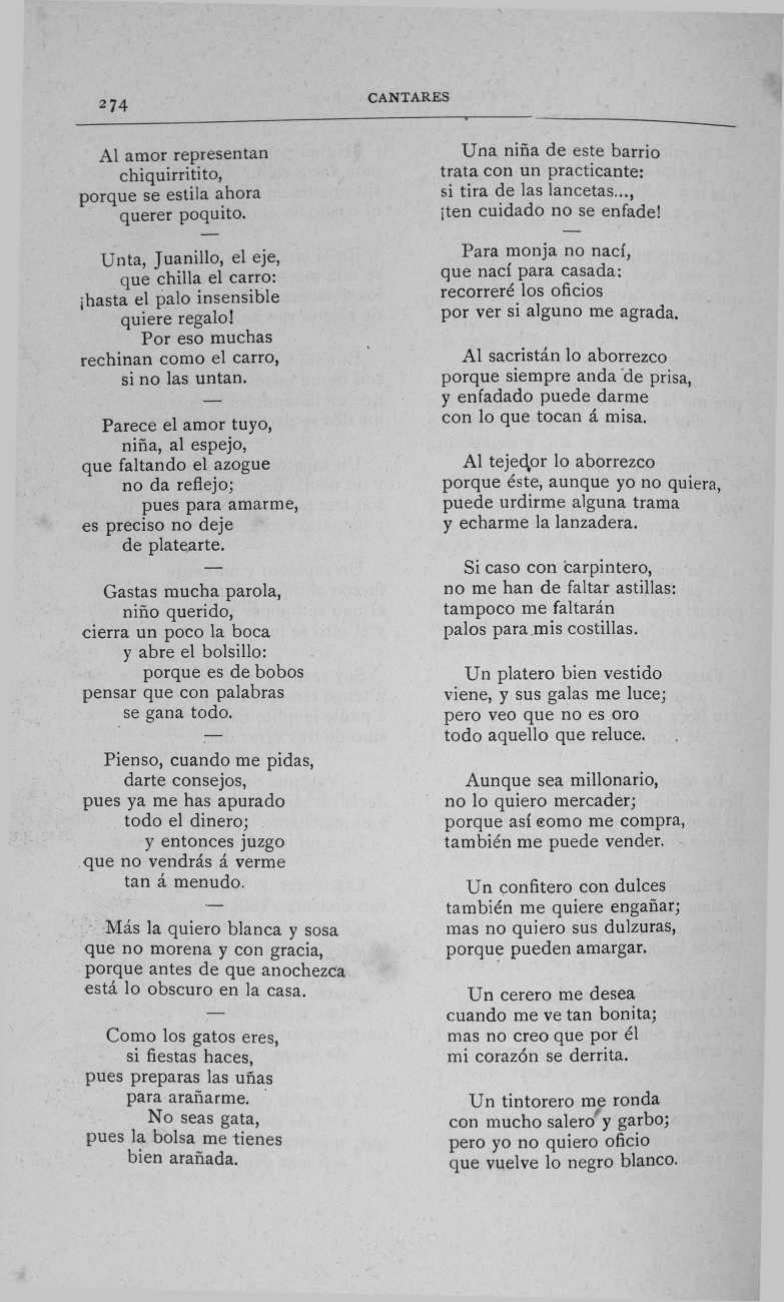 274
CANTARES
Al amor representan
chiquirritito,
porque se estila ahora
querer poquito.
—
Unta, Juanillo, el eje,
que chilla el carro:
¡hasta el palo insensible
quiere regalo!
Por eso muchas
rechinan como el carro,
si no las untan.
—
Parece el amor tuyo,
niña, al espejo,
que faltando el azogue
no da reflejo;
pues para amarme,
es preciso no deje
de platearte.
—
Gastas mucha parola,
niño querido,
cierra un poco la boca
y abre el bolsillo:
porque es de bobos
pensar que con palabras
se gana todo.
—
Pienso, cuando me pidas,
darte consejos,
pues ya me has apurado
todo el dinero;
y entonces juzgo
que no vendrás á verme
tan á menudo.
—
Más la quiero blanca y sosa
que no morena y con gracia,
porque antes de que anochezca
está lo obscuro en la casa.
—
Como los gatos eres,
si fiestas haces,
pues preparas las uñas
para arañarme.
No seas gata,
pues la bolsa me tienes
bien arañada.
Una niña de este barrio
trata con un practicante:
si tira de las lancetas...,
¡ten cuidado no se enfade!
—
Para monja no nací,
que nací para casada:
recorreré los oficios
por ver si alguno me agrada.
Al sacristán lo aborrezco
porque siempre anda de prisa,
y enfadado puede darme
con lo que tocan á misa.
Al tejedor lo aborrezco
porque éste, aunque yo no quiera,
puede urdirme alguna trama
y echarme la lanzadera.
Si caso con carpintero,
no me han de faltar astillas:
tampoco me faltarán
palos para mis costillas.
Un platero bien vestido
viene, y sus galas me luce;
pero veo que no es oro
todo aquello que reluce.
Aunque sea millonario,
no lo quiero mercader;
porque así como me compra,
también me puede vender.
Un confitero con dulces
también me quiere engañar;
mas no quiero sus dulzuras,
porque pueden amargar.
Un cerero me desea
cuando me ve tan bonita;
mas no creo que por él
mi corazón se derrita.
Un tintorero me ronda
con mucho salero y garbo;
pero yo no quiero oficio
que vuelve lo negro blanco.